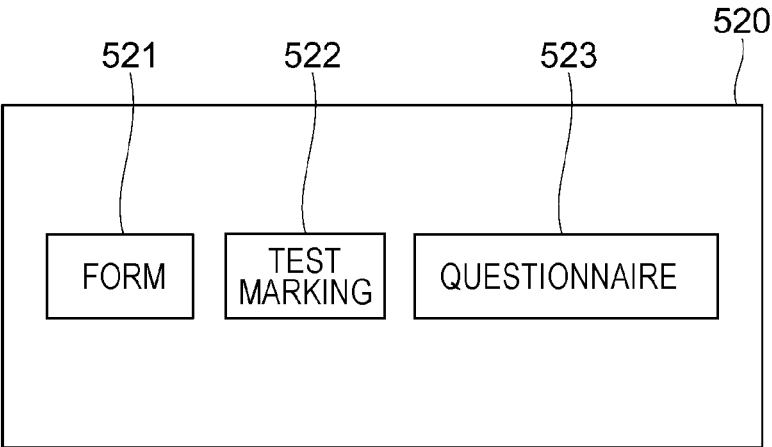 520
521 522 523
FORM
TEST
MARKING
QUESTIONNAIRE